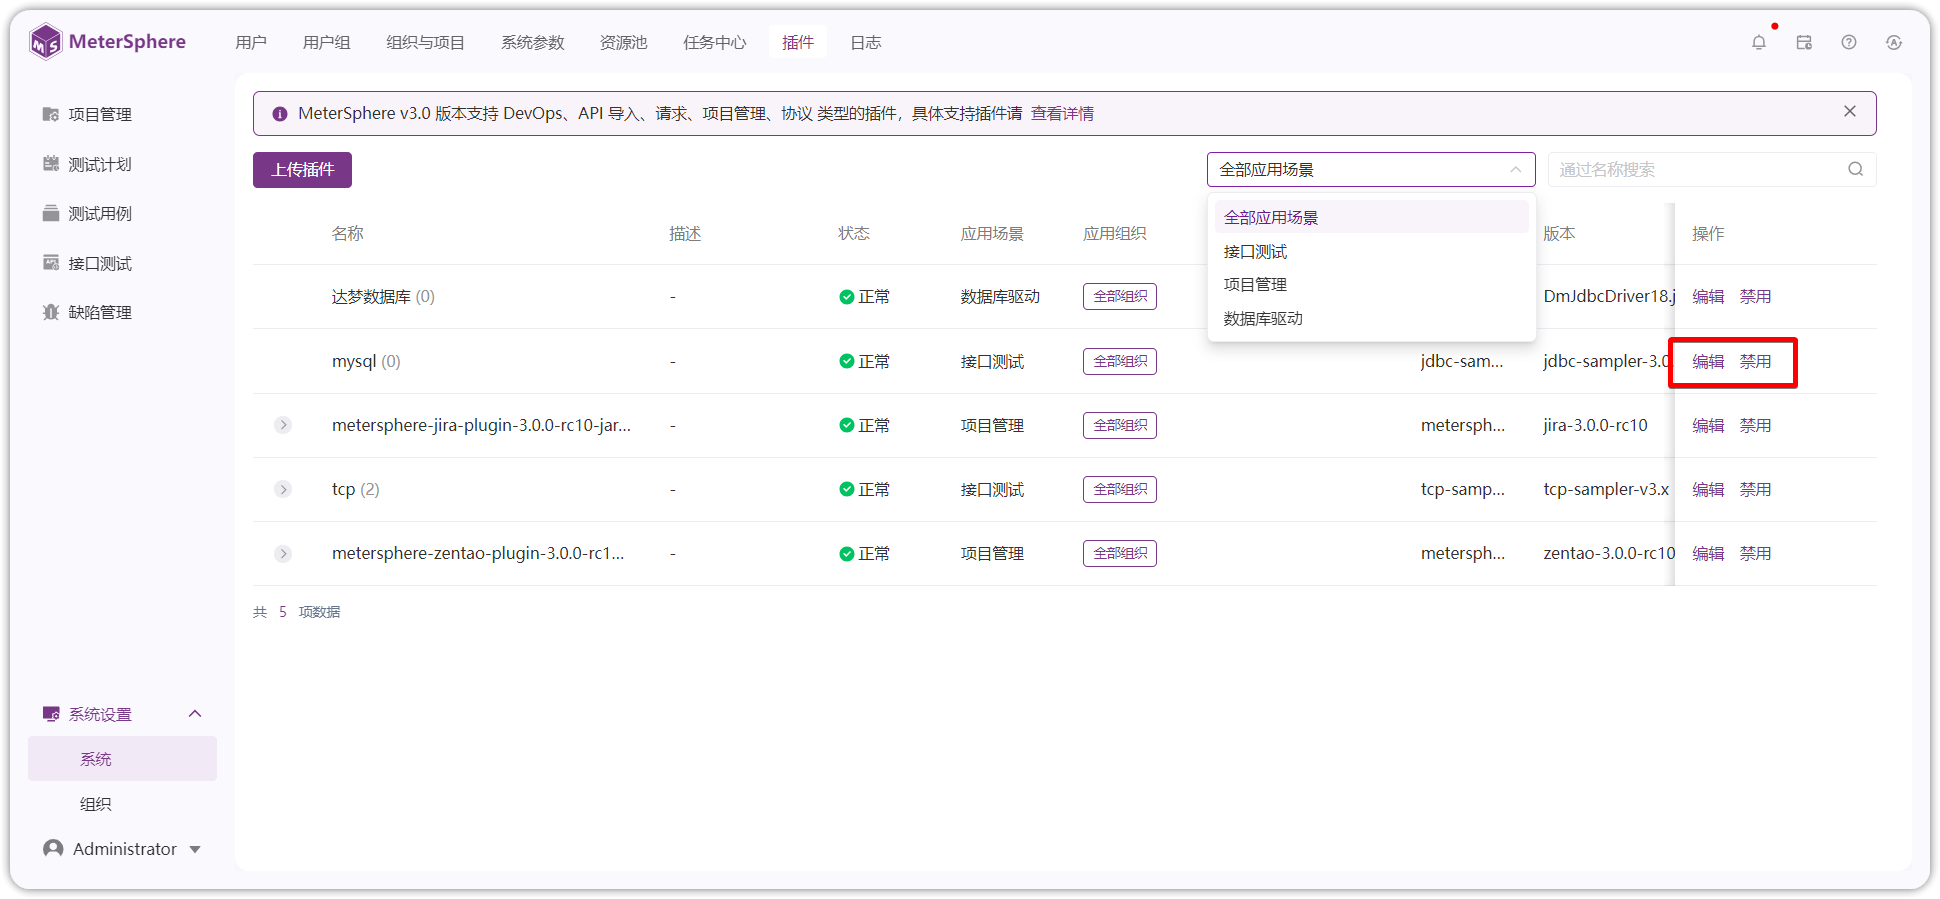 MeterSphere
用户 用户组 组织与项目 系统参数 资源池 任务中心 插件 日志
项目管理
测试计划
测试用例
接口测试
缺陷管理
MeterSphere v3.0 版本支持 DevOps、API 导入、请求、项目管理、协议 类型的插件，具体支持插件请 查看详情
上传插件 全部应用场景 通过名称搜索
全部应用场景
接口测试
项目管理
数据库驱动
名称 描述 状态 应用场景 应用组织 版本 操作
达梦数据库 (0) - 正常 数据库驱动 全部组织 DmJdbcDriver18.j 编辑 禁用
mysql (0) - 正常 接口测试 全部组织 jdbc-sam... jdbc-sampler-3.0. 编辑 禁用
metersphere-jira-plugin-3.0.0-rc10-jar... - 正常 项目管理 全部组织 metersph... jira-3.0.0-rc10 编辑 禁用
tcp (2) - 正常 接口测试 全部组织 tcp-samp... tcp-sampler-v3.x 编辑 禁用
metersphere-zentao-plugin-3.0.0-rc1... - 正常 项目管理 全部组织 metersph... zentao-3.0.0-rc10 编辑 禁用
共 5 项数据
系统设置
系统
组织
Administrator